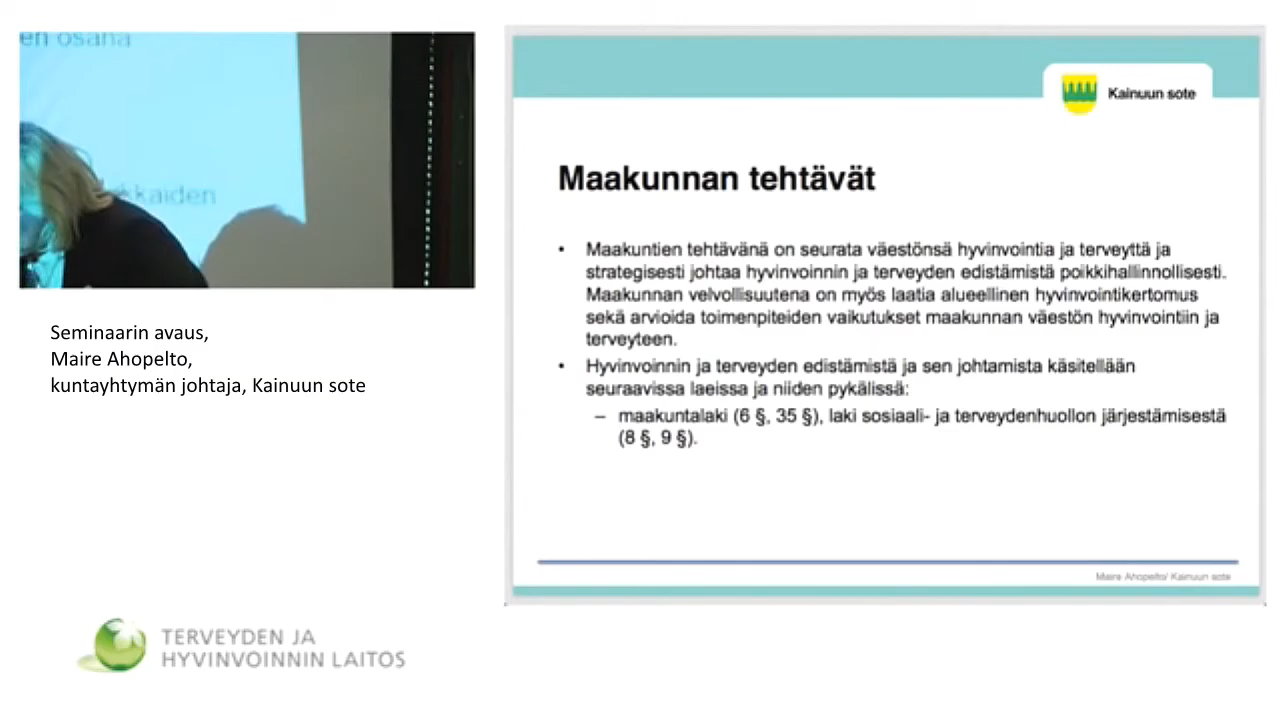 en osana
kkaiden
Seminaarin avaus,
Maire Ahopelto,
kuntayhtymän johtaja, Kainuun sote
TERVEYDEN JA
HYVINVOINNIN LAITOS
Kainuun sote
Maakunnan tehtävät
• Maakuntien tehtävänä on seurata väestönsä hyvinvointia ja terveyttä ja
strategisesti johtaa hyvinvoinnin ja terveyden edistämistä poikkihallinnollisesti.
Maakunnan velvollisuutena on myös laatia alueellinen hyvinvointikertomus
sekä arvioida toimenpiteiden vaikutukset maakunnan väestön hyvinvointiin ja
terveyteen.
• Hyvinvoinnin ja terveyden edistämistä ja sen johtamista käsitellään
seuraavissa laeissa ja niiden pykälissä:
– maakuntalaki (6 §, 35 §), laki sosiaali- ja terveydenhuollon järjestämisestä
(8 §, 9 §).
Maire Ahopelto/ Kainuun sote